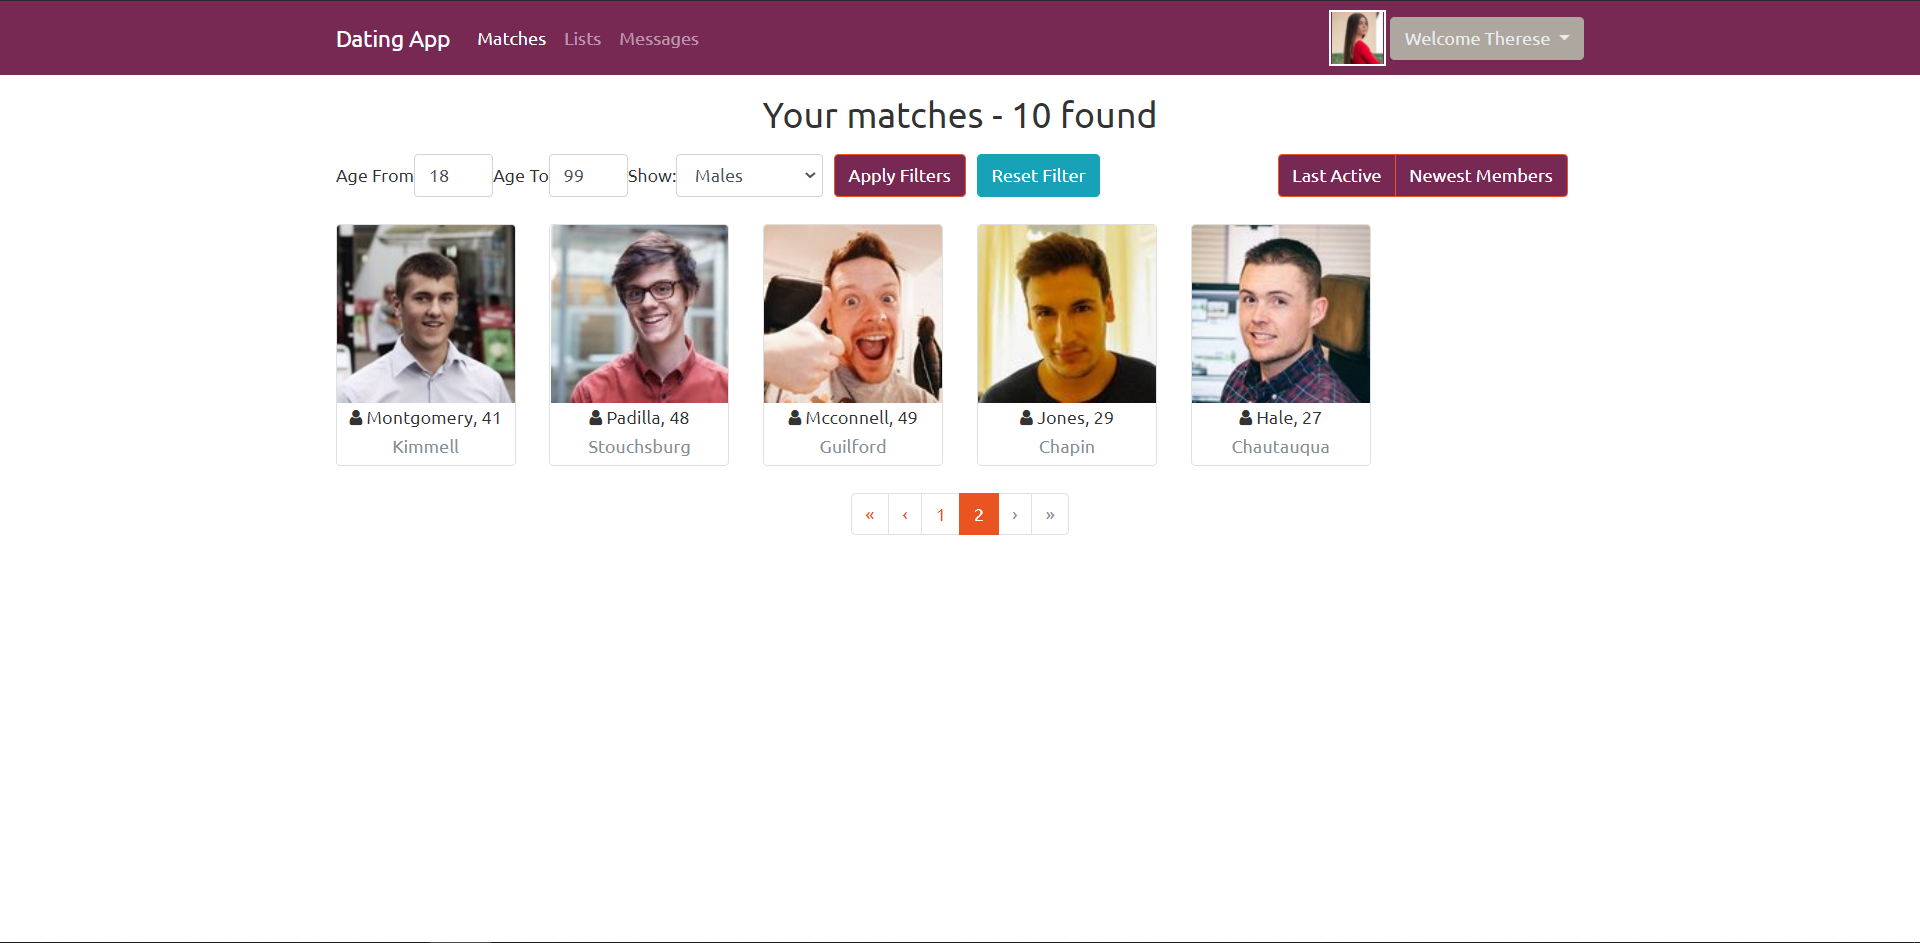 Dating App Matches Lists Messages Welcome Therese
Your matches - 10 found
Age From 18 Age To 99 Show: Males Apply Filters Reset Filter Last Active Newest Members
Montgomery, 41
Kimmell
Padilla, 48
Stouchsburg
Mcconnell, 49
Guilford
Jones, 29
Chapin
Hale, 27
Chautauqua
« ‹ 1 2 › »